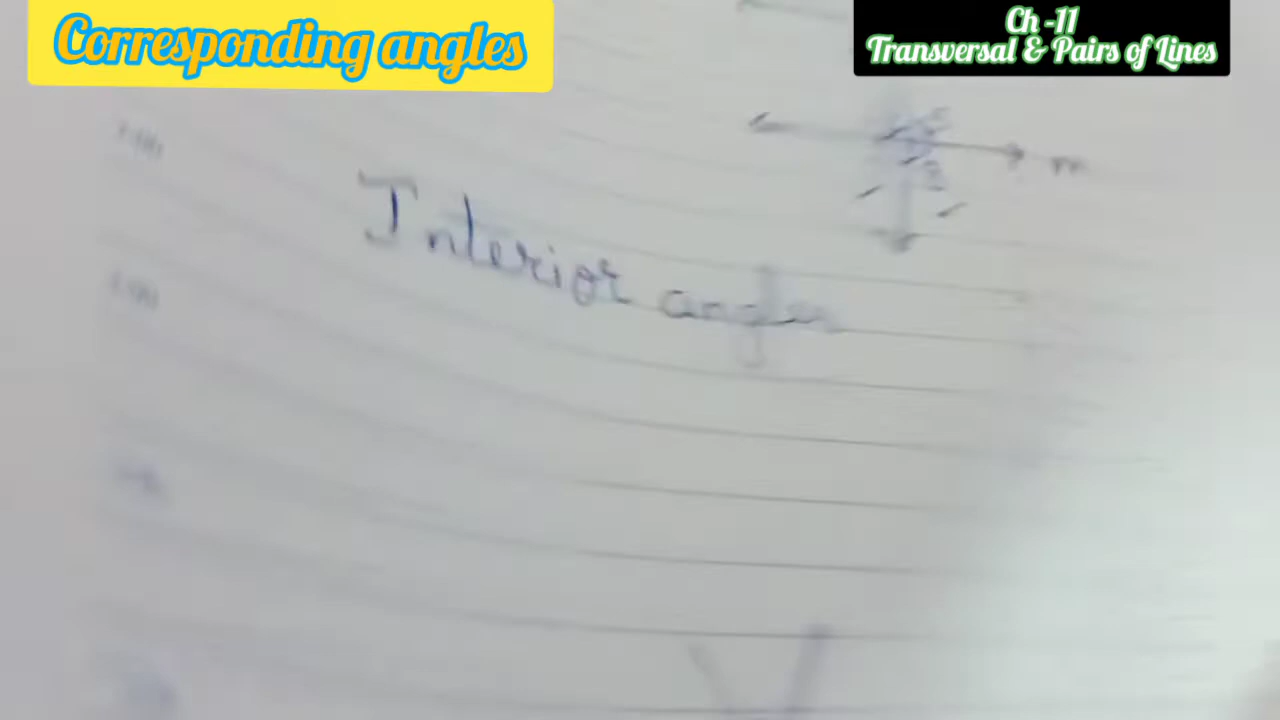 Corresponding angles
Ch -11
Transversal & Pairs of Lines
m
Interior angles